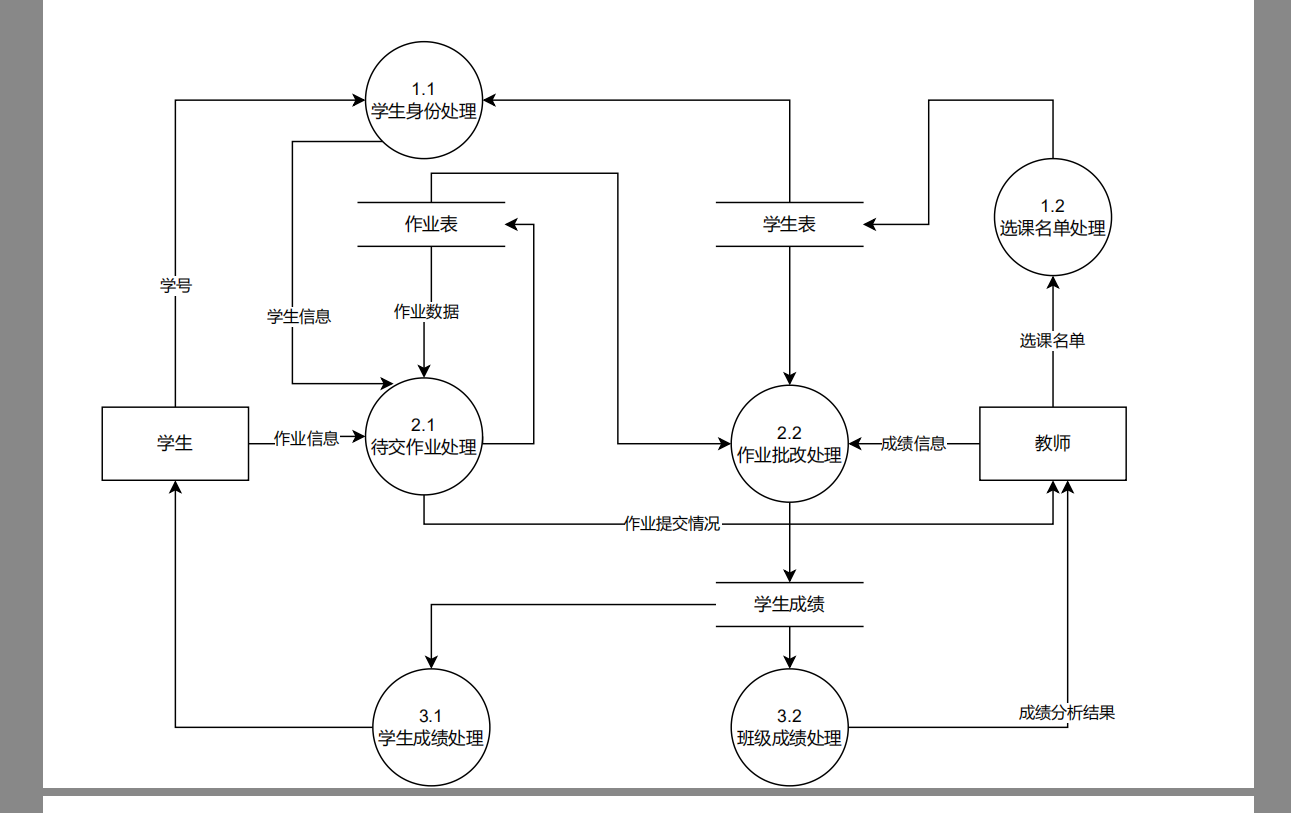 1.1
学生身份处理
1.2
选课名单处理
作业表
学生表
学号
学生信息
作业数据
选课名单
学生
作业信息
2.1
待交作业处理
2.2
作业批改处理
成绩信息
教师
作业提交情况
学生成绩
3.1
学生成绩处理
3.2
班级成绩处理
成绩分析结果